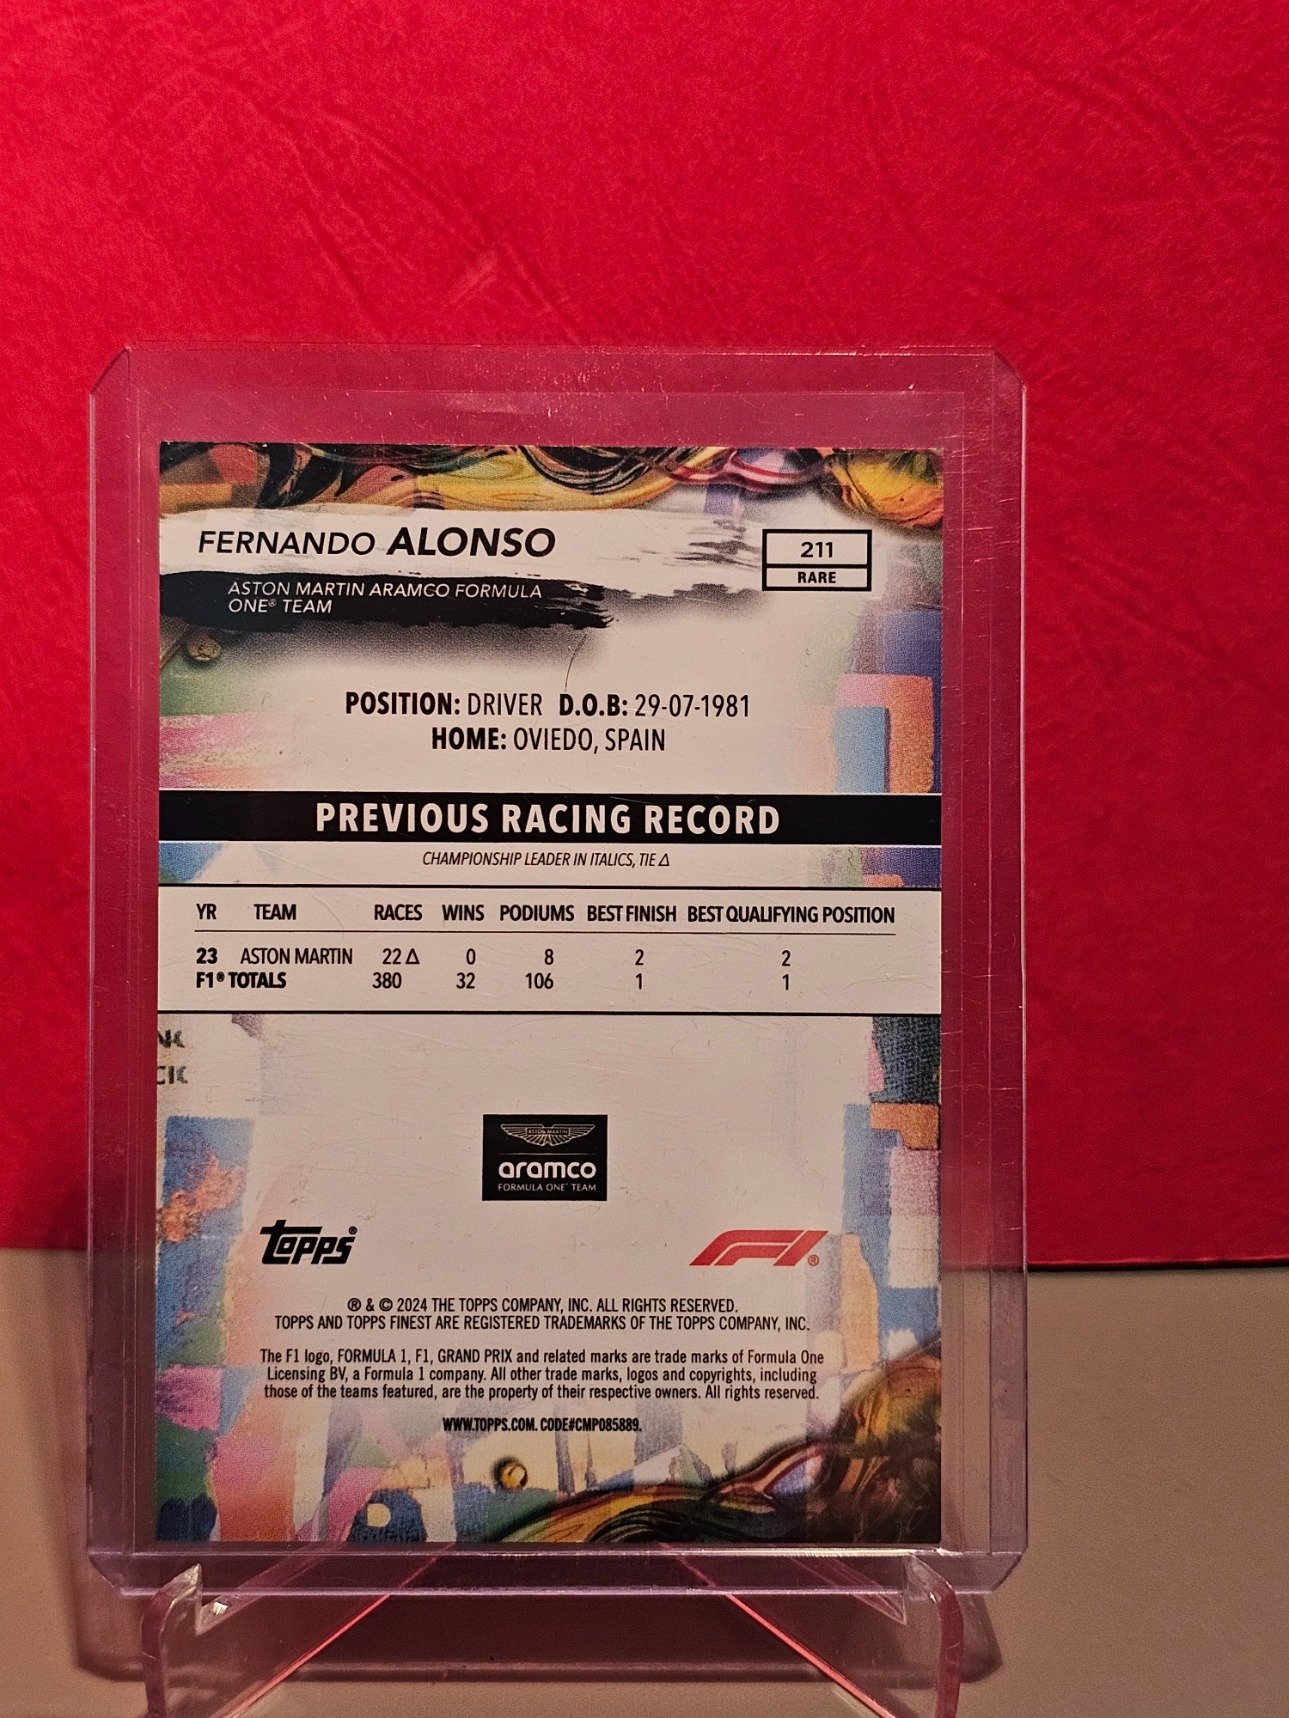 FERNANDO ALONSO
211
RARE
ASTON MARTIN ARAMCO FORMULA
ONE® TEAM
POSITION: DRIVER D.O.B: 29-07-1981
HOME: OVIEDO, SPAIN
PREVIOUS RACING RECORD
CHAMPIONSHIP LEADER IN ITALICS, TIE Δ
YR TEAM RACES WINS PODIUMS BEST FINISH BEST QUALIFYING POSITION
23 ASTON MARTIN 22 Δ 0 8 2 2
F1® TOTALS 380 32 106 1 1
ASTON MARTIN
aramco
FORMULA ONE™ TEAM
Topps®
F1®
® & © 2024 THE TOPPS COMPANY, INC. ALL RIGHTS RESERVED.
TOPPS AND TOPPS FINEST ARE REGISTERED TRADEMARKS OF THE TOPPS COMPANY, INC.
The F1 logo, FORMULA 1, F1, GRAND PRIX and related marks are trade marks of Formula One
Licensing BV, a Formula 1 company. All other trade marks, logos and copyrights, including
those of the teams featured, are the property of their respective owners. All rights reserved.
WWW.TOPPS.COM. CODE#CMP085889.